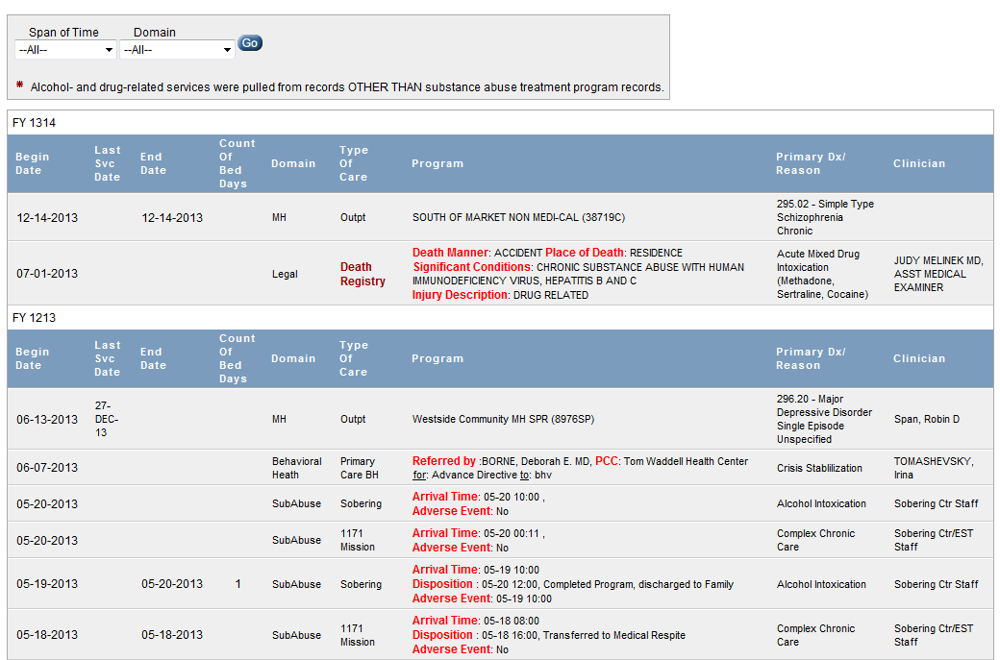 Span of Time Domain
--All-- --All-- Go
* Alcohol- and drug-related services were pulled from records OTHER THAN substance abuse treatment program records.
FY 1314
Begin Date Last Svc Date End Date Count Of Bed Days Domain Type Of Care Program Primary Dx/ Reason Clinician
12-14-2013 12-14-2013 MH Outpt SOUTH OF MARKET NON MEDI-CAL (38719C) 295.02 - Simple Type Schizophrenia Chronic
07-01-2013 Legal Death Registry
Death Manner: ACCIDENT Place of Death: RESIDENCE
Significant Conditions: CHRONIC SUBSTANCE ABUSE WITH HUMAN
IMMUNODEFICIENCY VIRUS, HEPATITIS B AND C
Injury Description: DRUG RELATED
Acute Mixed Drug
Intoxication
(Methadone,
Sertraline, Cocaine)
JUDY MELINEK MD,
ASST MEDICAL
EXAMINER
FY 1213
Begin Date Last Svc Date End Date Count Of Bed Days Domain Type Of Care Program Primary Dx/ Reason Clinician
06-13-2013 27-DEC-13 MH Outpt Westside Community MH SPR (8976SP)
296.20 - Major
Depressive Disorder
Single Episode
Unspecified
Span, Robin D
06-07-2013 Behavioral Heath Primary Care BH
Referred by :BORNE, Deborah E. MD, PCC: Tom Waddell Health Center
for: Advance Directive to: bhv
Crisis Stablilization
TOMASHEVSKY,
Irina
05-20-2013 SubAbuse Sobering
Arrival Time: 05-20 10:00 ,
Adverse Event: No
Alcohol Intoxication Sobering Ctr Staff
05-20-2013 SubAbuse 1171 Mission
Arrival Time: 05-20 00:11 ,
Adverse Event: No
Complex Chronic
Care
Sobering Ctr/EST
Staff
05-19-2013 05-20-2013 1 SubAbuse Sobering
Arrival Time: 05-19 10:00
Disposition : 05-20 12:00, Completed Program, discharged to Family
Adverse Event: 05-19 10:00
Alcohol Intoxication Sobering Ctr Staff
05-18-2013 05-18-2013 SubAbuse 1171 Mission
Arrival Time: 05-18 08:00
Disposition : 05-18 16:00, Transferred to Medical Respite
Adverse Event: No
Complex Chronic
Care
Sobering Ctr/EST
Staff